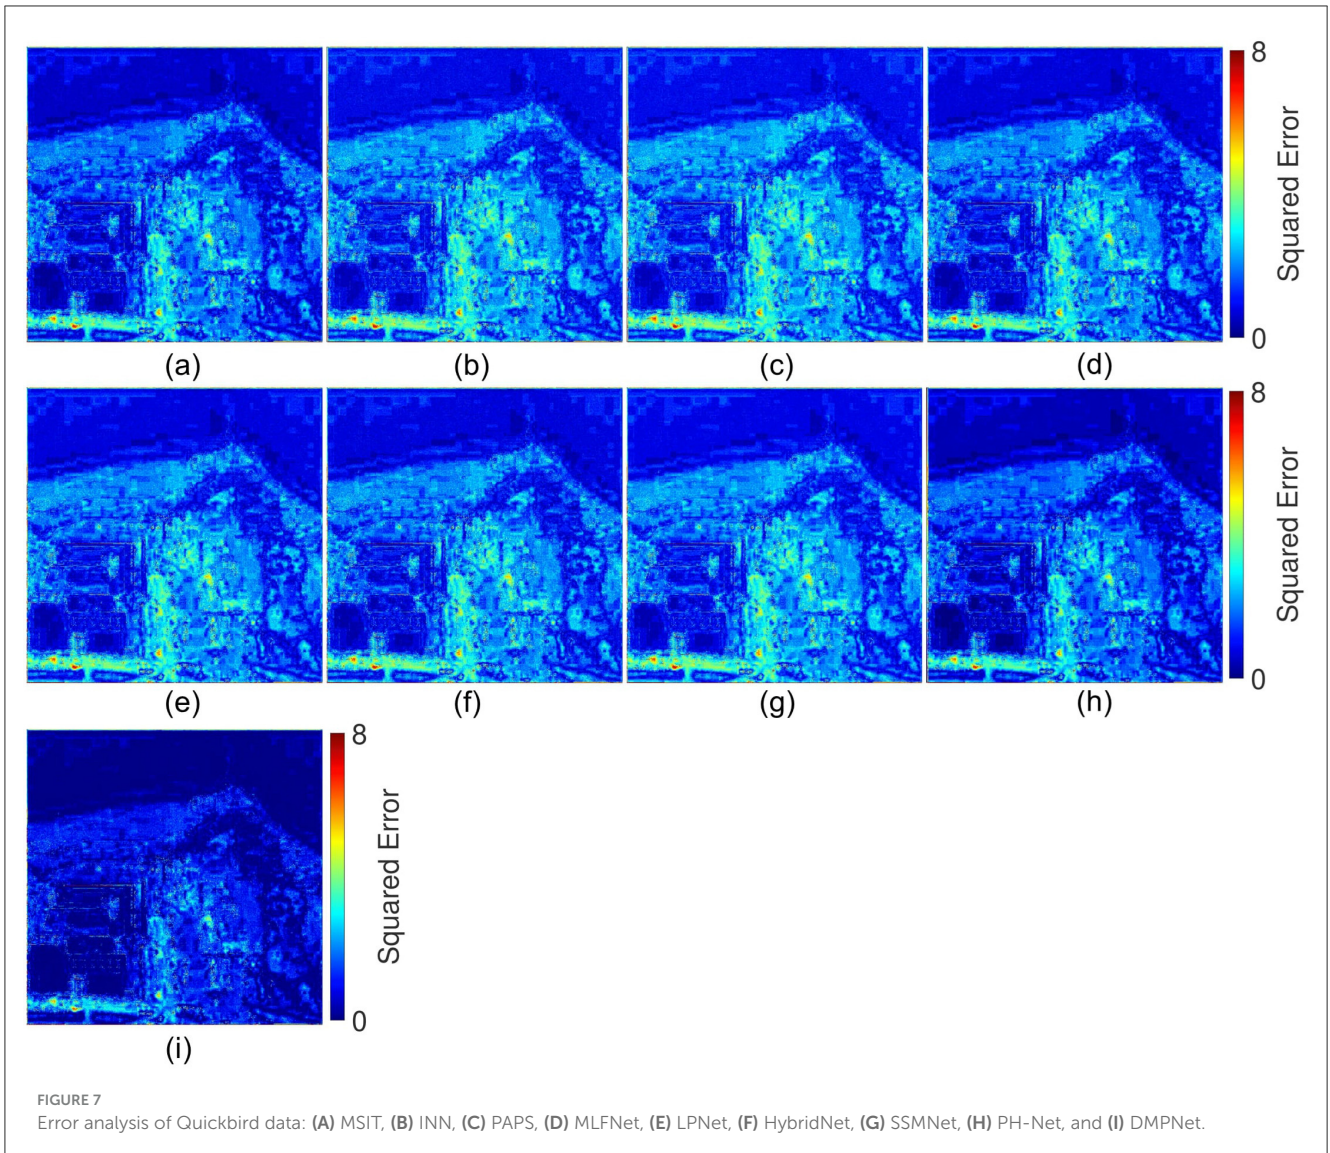 8
Squared Error
0
(a)
(b)
(c)
(d)
8
Squared Error
0
(e)
(f)
(g)
(h)
8
Squared Error
0
(i)
FIGURE 7
Error analysis of Quickbird data: (A) MSIT, (B) INN, (C) PAPS, (D) MLFNet, (E) LPNet, (F) HybridNet, (G) SSMNet, (H) PH-Net, and (I) DMPNet.